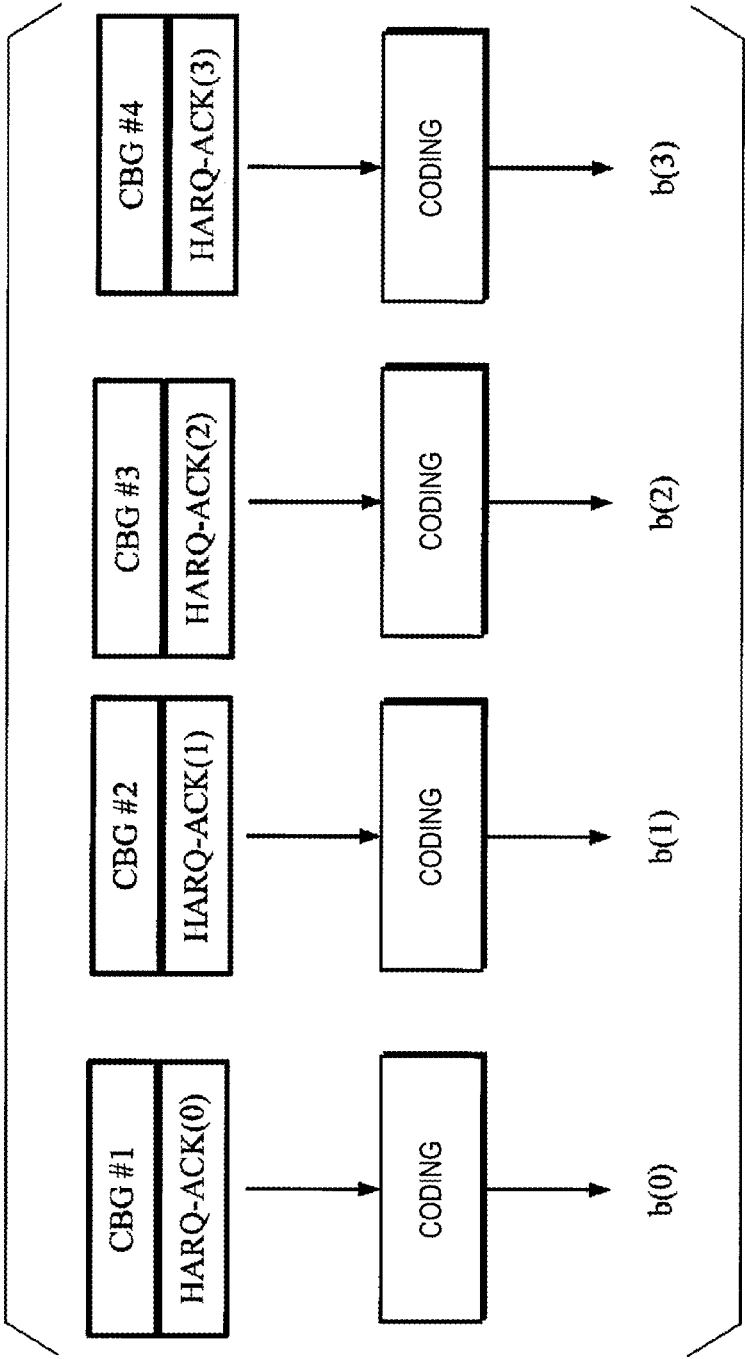 CBG #1
HARQ-ACK(0)
CODING
b(0)
CBG #2
HARQ-ACK(1)
CODING
b(1)
CBG #3
HARQ-ACK(2)
CODING
b(2)
CBG #4
HARQ-ACK(3)
CODING
b(3)